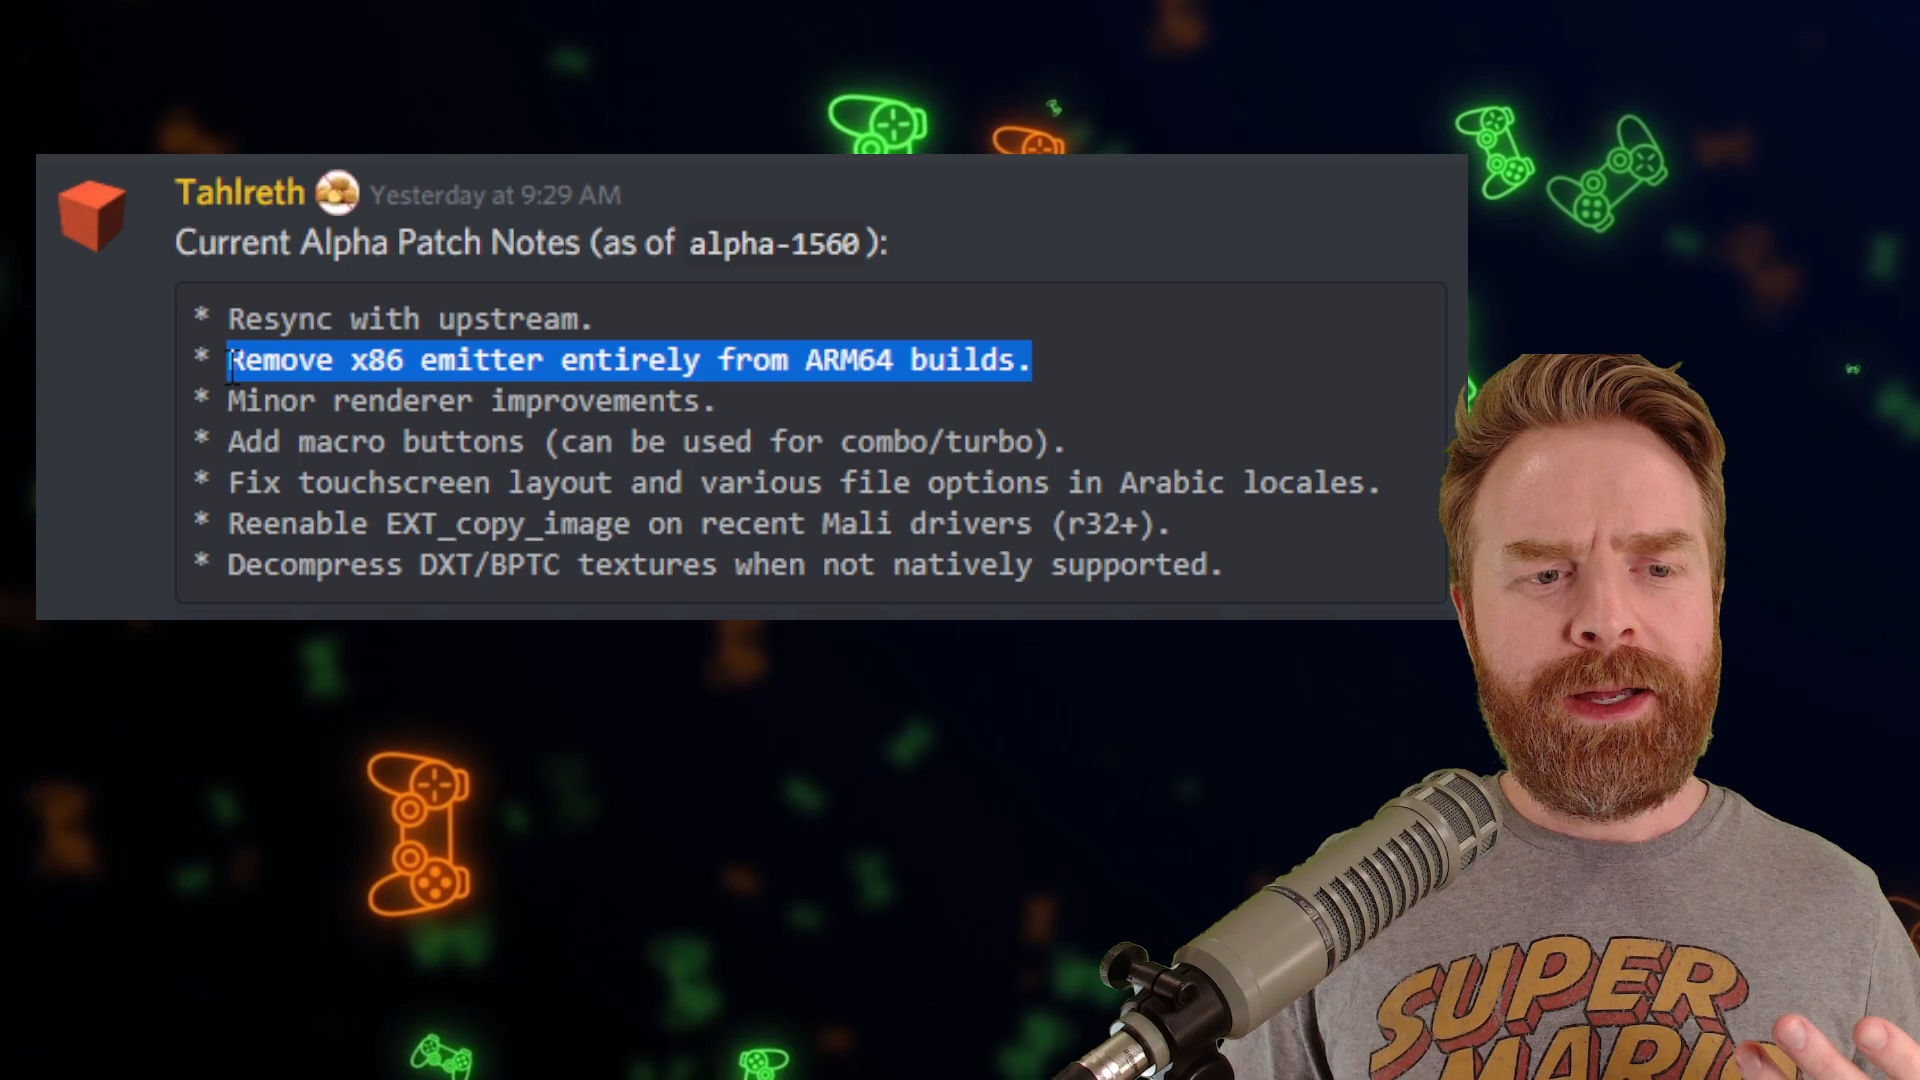 Tahlreth Yesterday at 9:29 AM
Current Alpha Patch Notes (as of alpha-1560):
* Resync with upstream.
* Remove x86 emitter entirely from ARM64 builds.
* Minor renderer improvements.
* Add macro buttons (can be used for combo/turbo).
* Fix touchscreen layout and various file options in Arabic locales.
* Reenable EXT_copy_image on recent Mali drivers (r32+).
* Decompress DXT/BPTC textures when not natively supported.
SUPER
MARIO